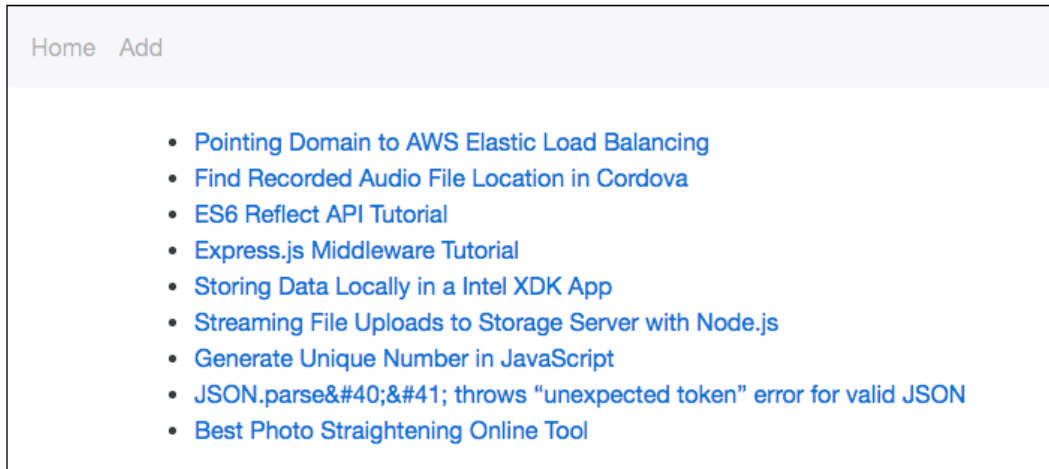 Home Add
Pointing Domain to AWS Elastic Load Balancing
Find Recorded Audio File Location in Cordova
ES6 Reflect API Tutorial
Express.js Middleware Tutorial
Storing Data Locally in a Intel XDK App
Streaming File Uploads to Storage Server with Node.js
Generate Unique Number in JavaScript
JSON.parse&#40;&#41; throws “unexpected token” error for valid JSON
Best Photo Straightening Online Tool